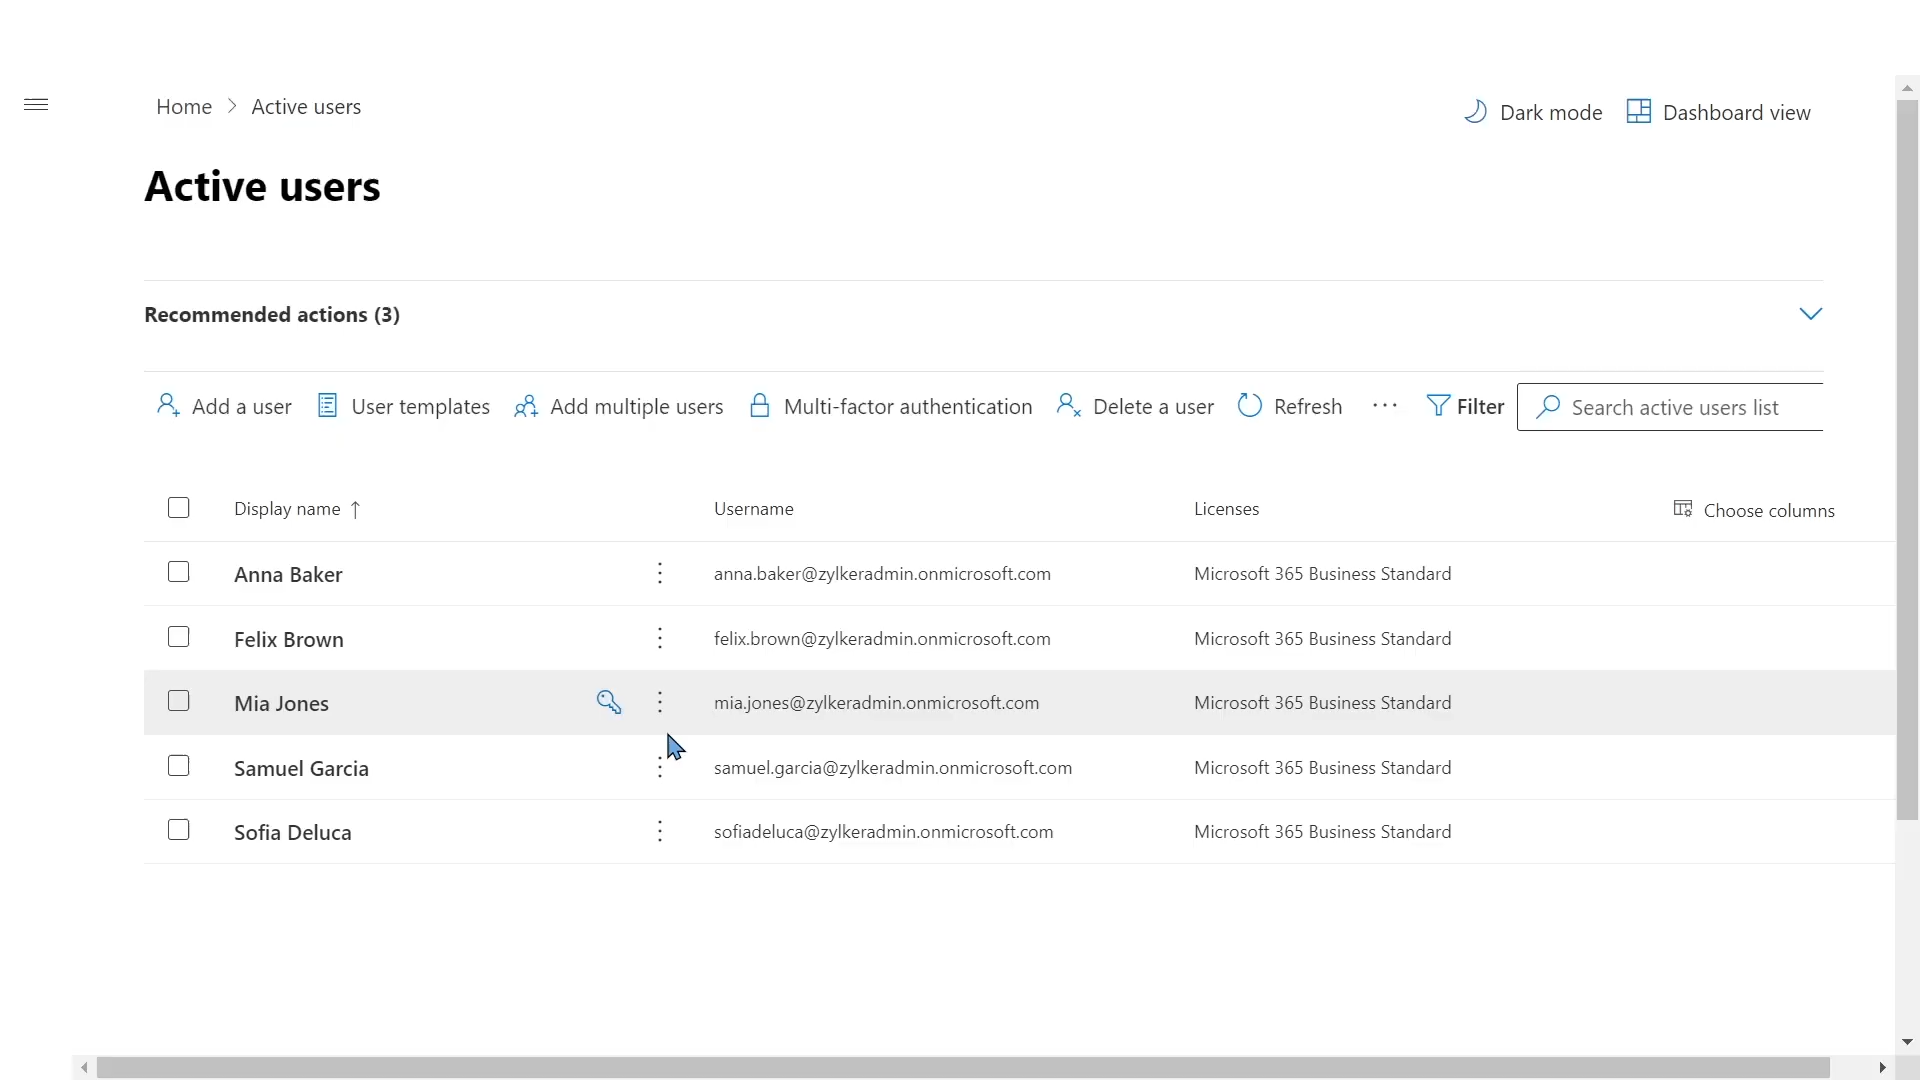 Home > Active users
Dark mode Dashboard view
Active users
Recommended actions (3)
Add a user User templates Add multiple users Multi-factor authentication Delete a user Refresh ... Filter Search active users list
Display name ↑ Username Licenses Choose columns
Anna Baker anna.baker@zylkeradmin.onmicrosoft.com Microsoft 365 Business Standard
Felix Brown felix.brown@zylkeradmin.onmicrosoft.com Microsoft 365 Business Standard
Mia Jones mia.jones@zylkeradmin.onmicrosoft.com Microsoft 365 Business Standard
Samuel Garcia samuel.garcia@zylkeradmin.onmicrosoft.com Microsoft 365 Business Standard
Sofia Deluca sofiadeluca@zylkeradmin.onmicrosoft.com Microsoft 365 Business Standard